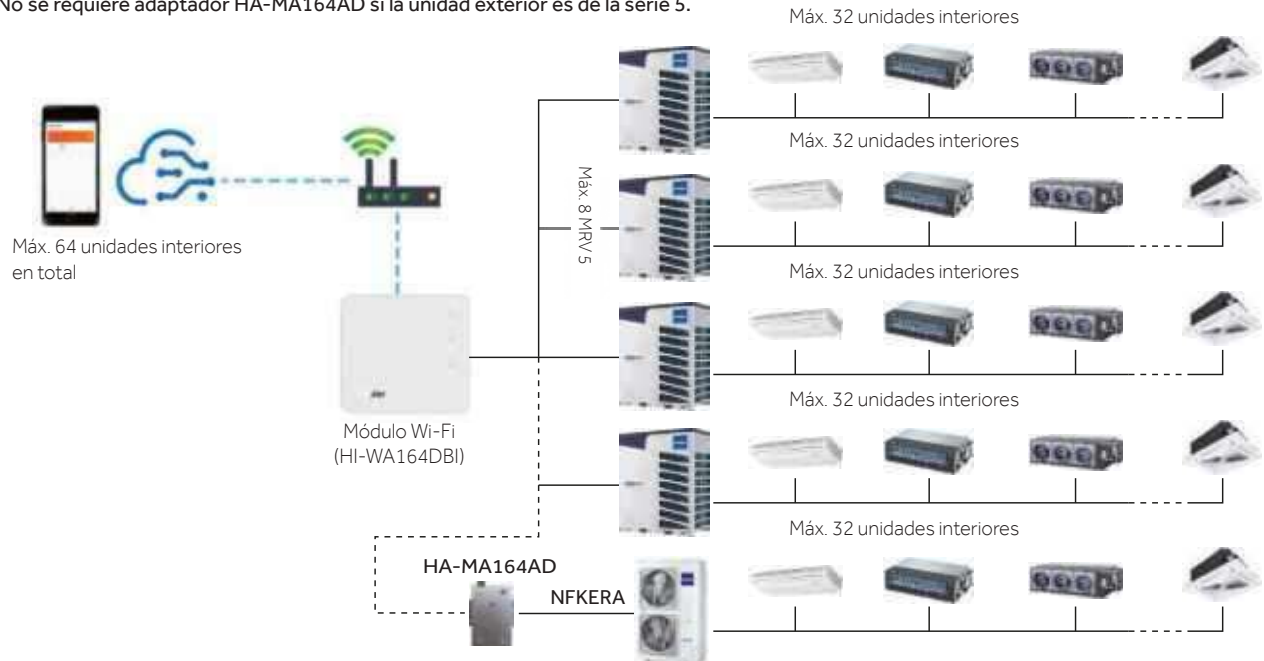 No se requiere adaptador HA-MA164AD si la unidad exterior es de la serie 5.
Máx. 32 unidades interiores
Máx. 32 unidades interiores
Máx. 8 MRV 5
Máx. 64 unidades interiores
en total
Máx. 32 unidades interiores
Módulo Wi-Fi
(HI-WA164DBI)
Máx. 32 unidades interiores
Máx. 32 unidades interiores
HA-MA164AD
NFKERA